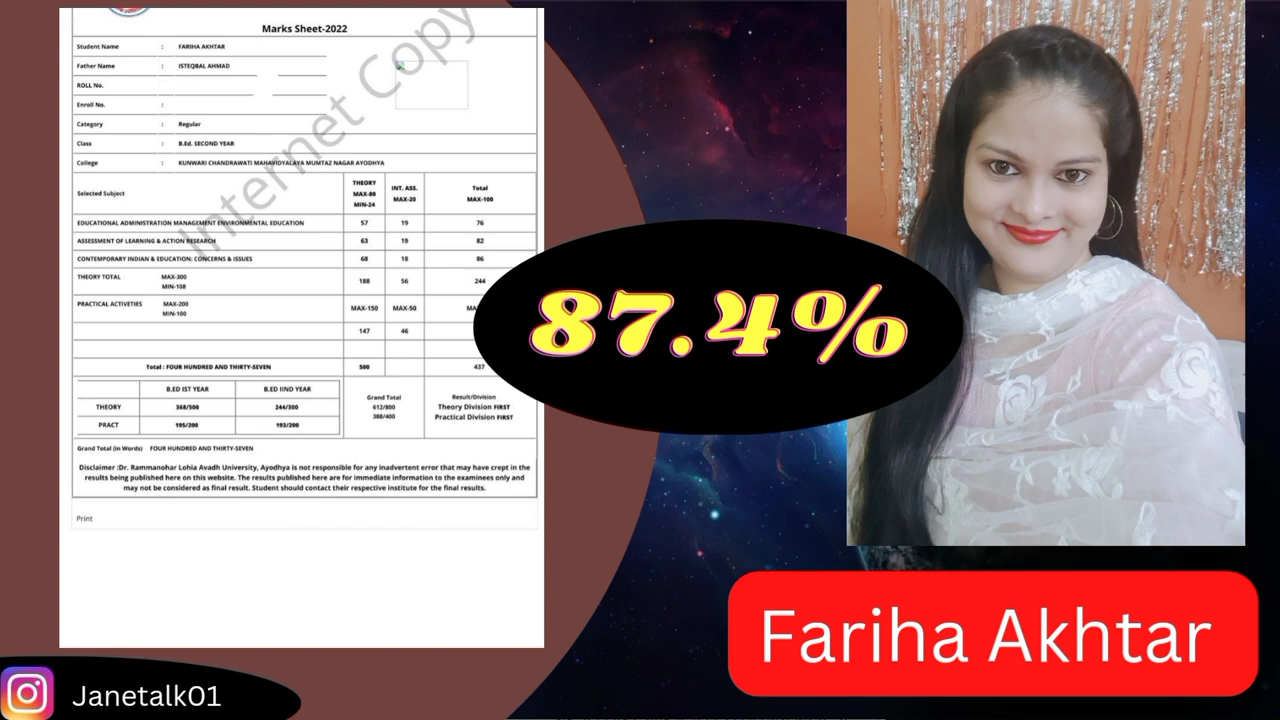 Marks Sheet-2022
Student Name : FARIHA AKHTAR
Father Name : ISTEQBAL AHMAD
ROLL No. :
Enroll No. :
Category : Regular
Class : B.Ed. SECOND YEAR
College : KUNWARI CHANDRAWATI MAHAVIDYALAYA MUMTAZ NAGAR AYODHYA
Selected Subject THEORY MAX-80 MIN-24 INT. ASS. MAX-20 Total MAX-100
EDUCATIONAL ADMINISTRATION MANAGEMENT ENVIRONMENTAL EDUCATION 57 19 76
ASSESSMENT OF LEARNING & ACTION RESEARCH 63 19 82
CONTEMPORARY INDIAN & EDUCATION: CONCERNS & ISSUES 68 18 86
THEORY TOTAL MAX-300 MIN-108 188 56 244
PRACTICAL ACTIVETIES MAX-200 MIN-100 MAX-150 MAX-50
147 46
Total : FOUR HUNDRED AND THIRTY-SEVEN 500 437
B.ED IST YEAR B.ED IIND YEAR
THEORY 368/500 244/300
PRACT 195/200 193/200
Grand Total
612/800
388/400
Result/Division
Theory Division FIRST
Practical Division FIRST
Grand Total (in Words) FOUR HUNDRED AND THIRTY-SEVEN
Disclaimer :Dr. Rammanohar Lohia Avadh University, Ayodhya is not responsible for any inadvertent error that may have crept in the
results being published here on this website. The results published here are for immediate information to the examinees only and
may not be considered as final result. Student should contact their respective institute for the final results.
Print
Internet Copy
87.4%
Fariha Akhtar
Janetalk01